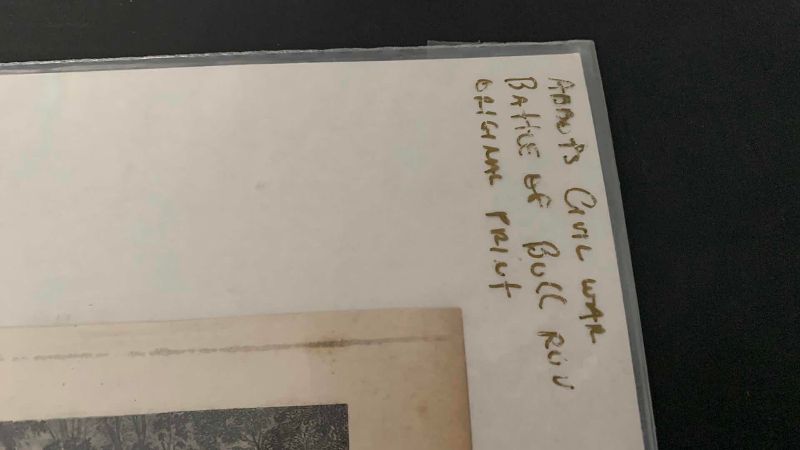 ABBOTS CIVIL WAR
BATTLE OF BULL RUN
ORIGINAL PRINT